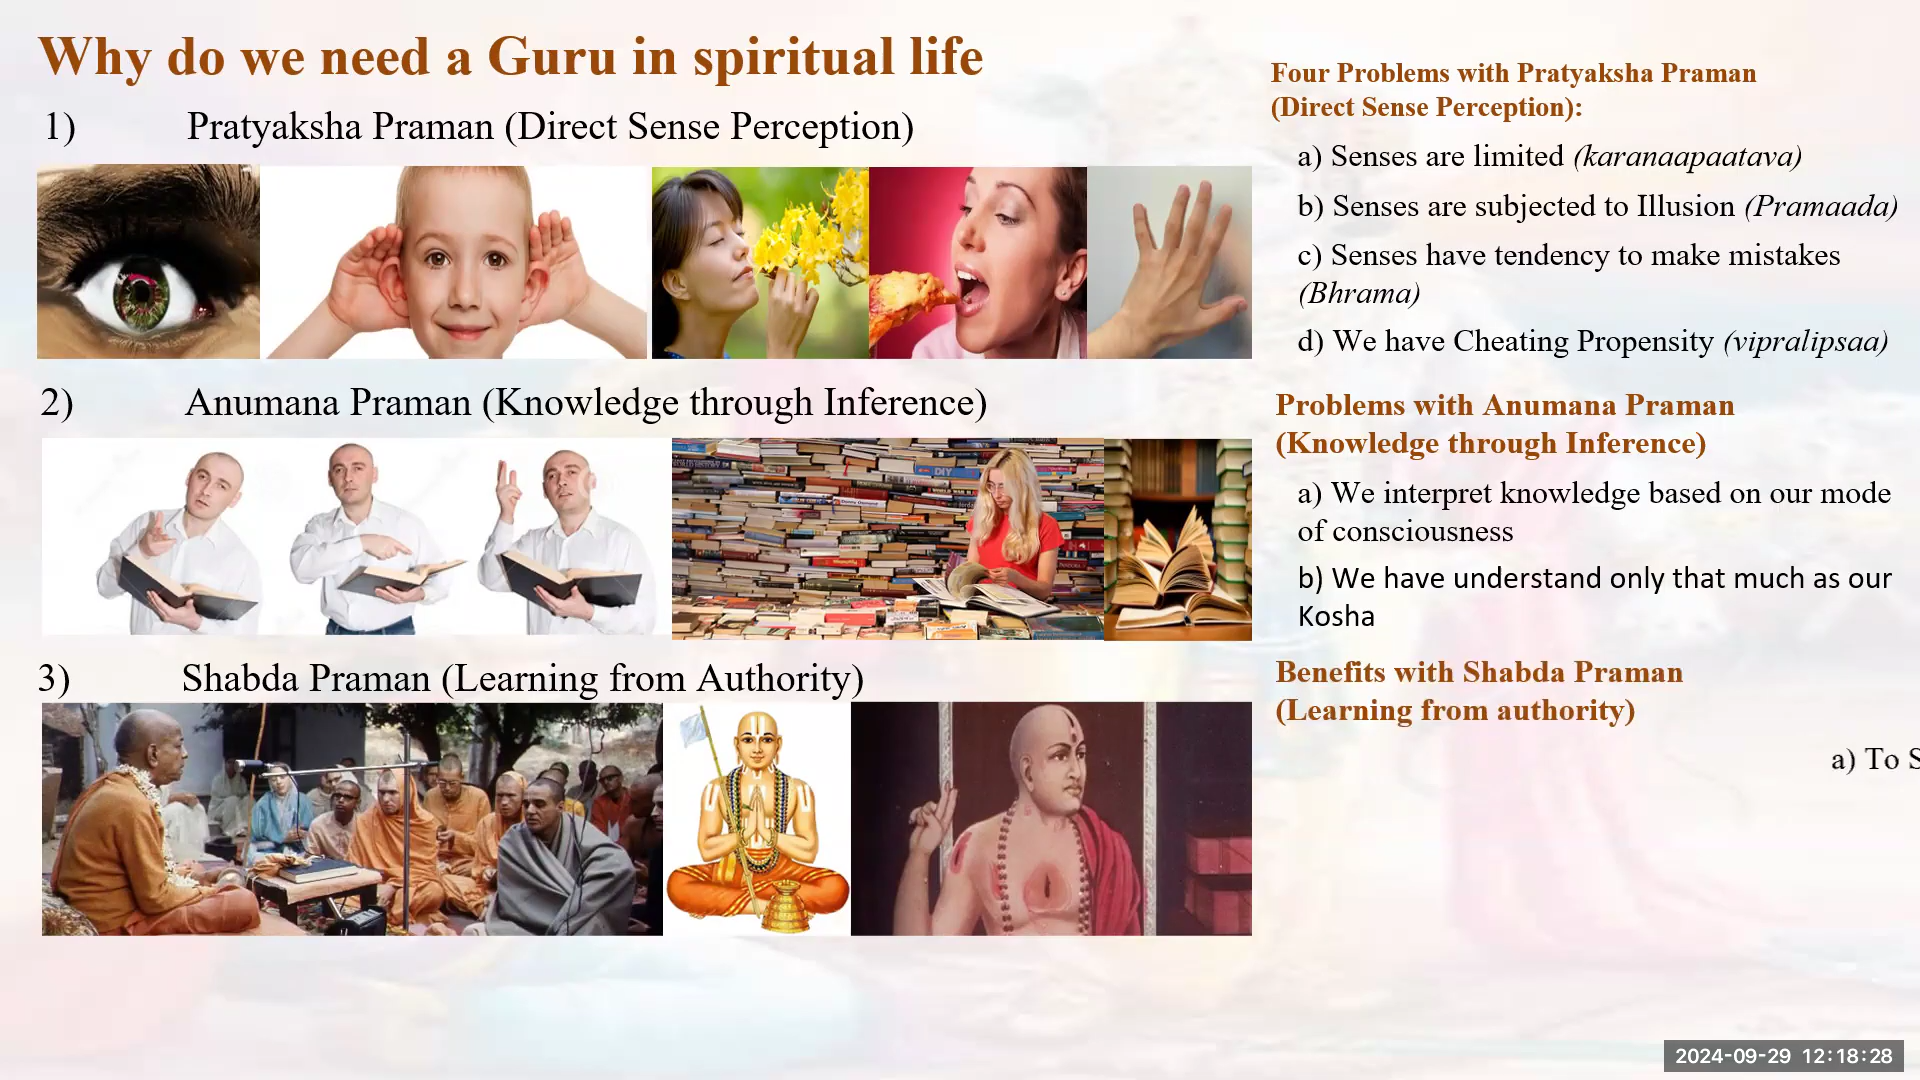 Why do we need a Guru in spiritual life
1) Pratyaksha Praman (Direct Sense Perception)
2) Anumana Praman (Knowledge through Inference)
3) Shabda Praman (Learning from Authority)
Four Problems with Pratyaksha Praman
(Direct Sense Perception):
a) Senses are limited (karanaapaatava)
b) Senses are subjected to Illusion (Pramaada)
c) Senses have tendency to make mistakes
(Bhrama)
d) We have Cheating Propensity (vipralipsaa)
Problems with Anumana Praman
(Knowledge through Inference)
a) We interpret knowledge based on our mode
of consciousness
b) We have understand only that much as our
Kosha
Benefits with Shabda Praman
(Learning from authority)
a) To S
DIY
2024-09-29 12:18:28